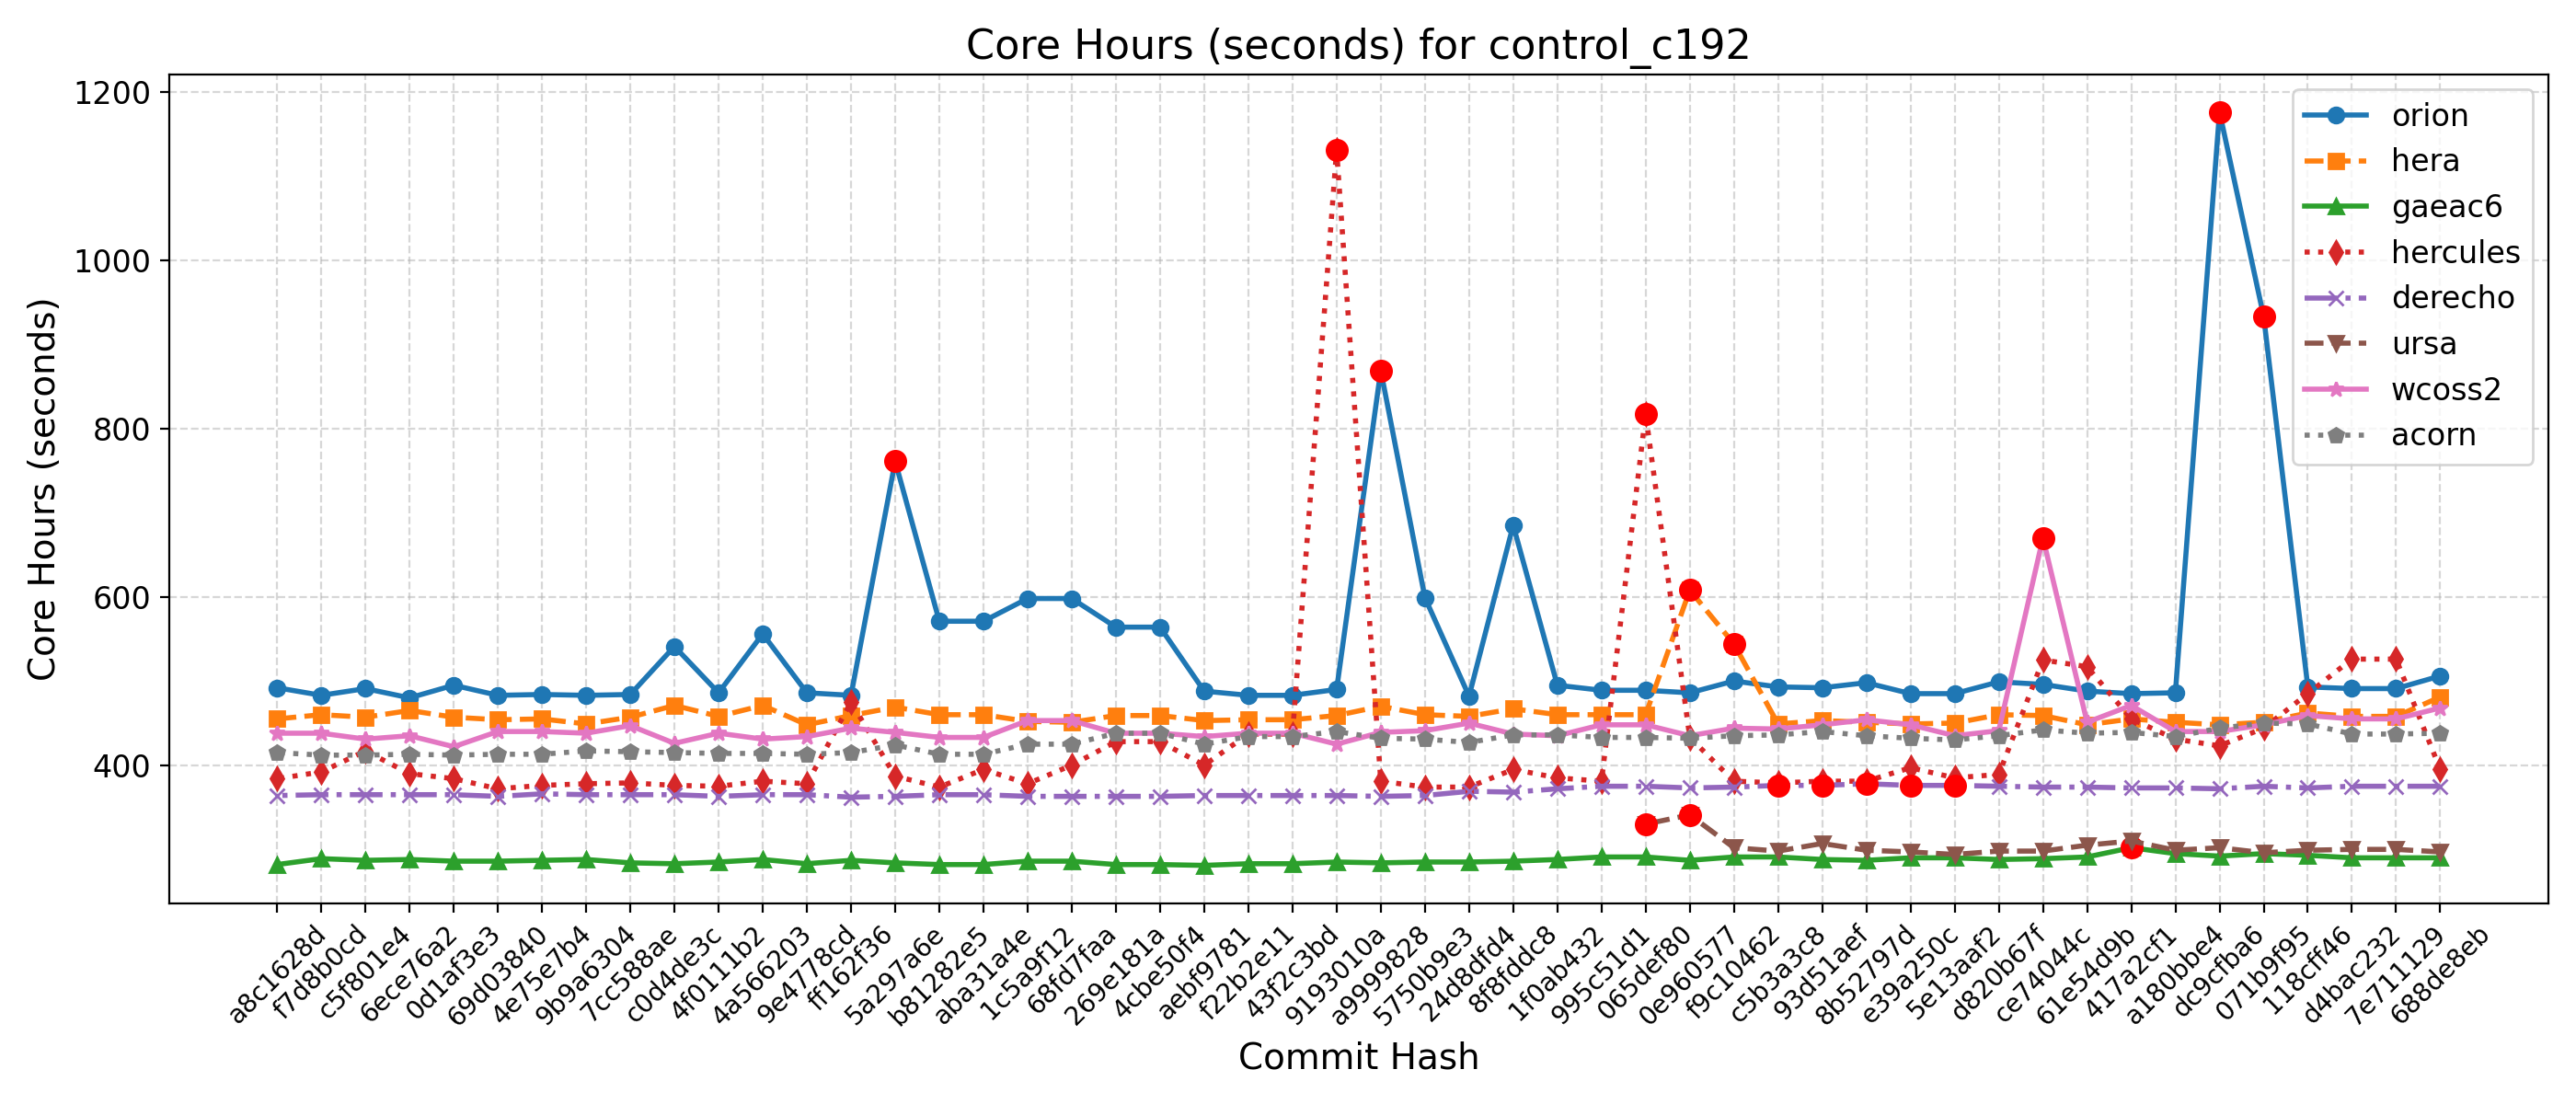 Core Hours (seconds) for control_c192
Core Hours (seconds)
1200
1000
800
600
400
orion
hera
gaeac6
hercules
derecho
ursa
wcoss2
acorn
a8c1628d
f7d8b0cd
c5f801e4
6ece76a2
0d1af3e3
69d03840
4e75e7b4
9b9a6304
7cc588ae
c0d4de3c
4f0111b2
4a566203
9e4778cd
ff162f36
5a297a6e
b81282e5
aba31a4e
1c5a9f12
68fd7faa
269e181a
4cbe50f4
aebf9781
f22b2e11
43f2c3bd
9193010a
a9999828
5750b9e3
24d8dfd4
8f8fddc8
1f0ab432
995c51d1
065def80
0e960577
f9c10462
c5b3a3c8
93d51aef
8b52797d
e39a250c
5e13aaf2
d820b67f
ce74044c
61e54d9b
417a2cf1
a180bbe4
dc9cfba6
071b9f95
118cff46
d4bac232
7e711129
688de8eb
Commit Hash